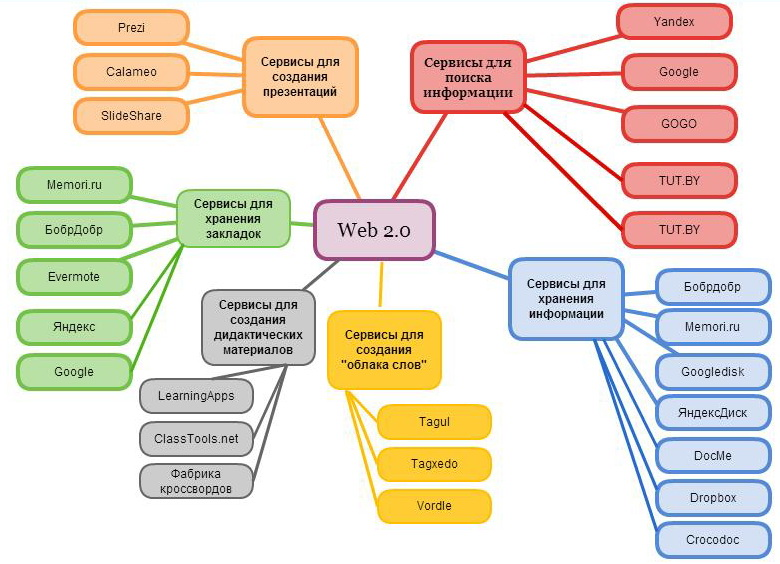 Web 2.0
Сервисы для
создания
презентаций
Prezi
Calameo
SlideShare
Сервисы для
поиска
информации
Yandex
Google
GOGO
TUT.BY
TUT.BY
Сервисы для
хранения
закладок
Memori.ru
БобрДобр
Evermote
Яндекс
Google
Сервисы для
создания
дидактических
материалов
LearningApps
ClassTools.net
Фабрика
кроссвордов
Сервисы для
создания
"облака слов"
Tagul
Tagxedo
Vordle
Сервисы для
хранения
информации
Бобрдобр
Memori.ru
Googledisk
ЯндексДиск
DocMe
Dropbox
Crocodoc